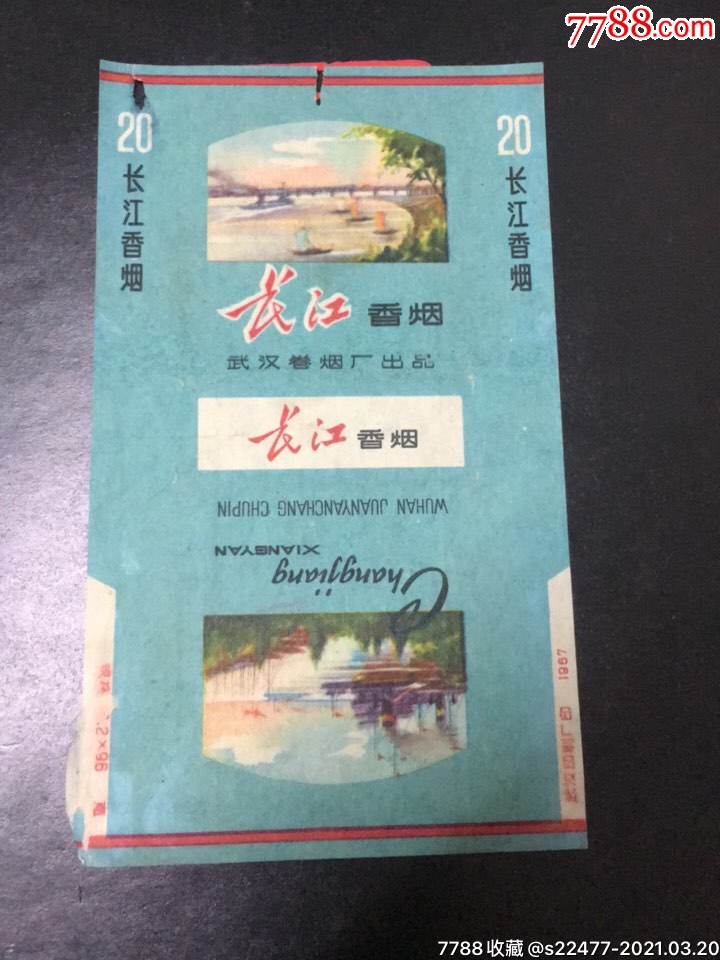 7788.com
20
长江香烟
20
长江香烟
长江 香烟
武汉卷烟厂出品
长江 香烟
WUHAN JUANYANCHANG CHUPIN
XIANGYAN
Changjiang
.2×96
武汉印刷厂印 1967
7788收藏@s22477-2021.03.20